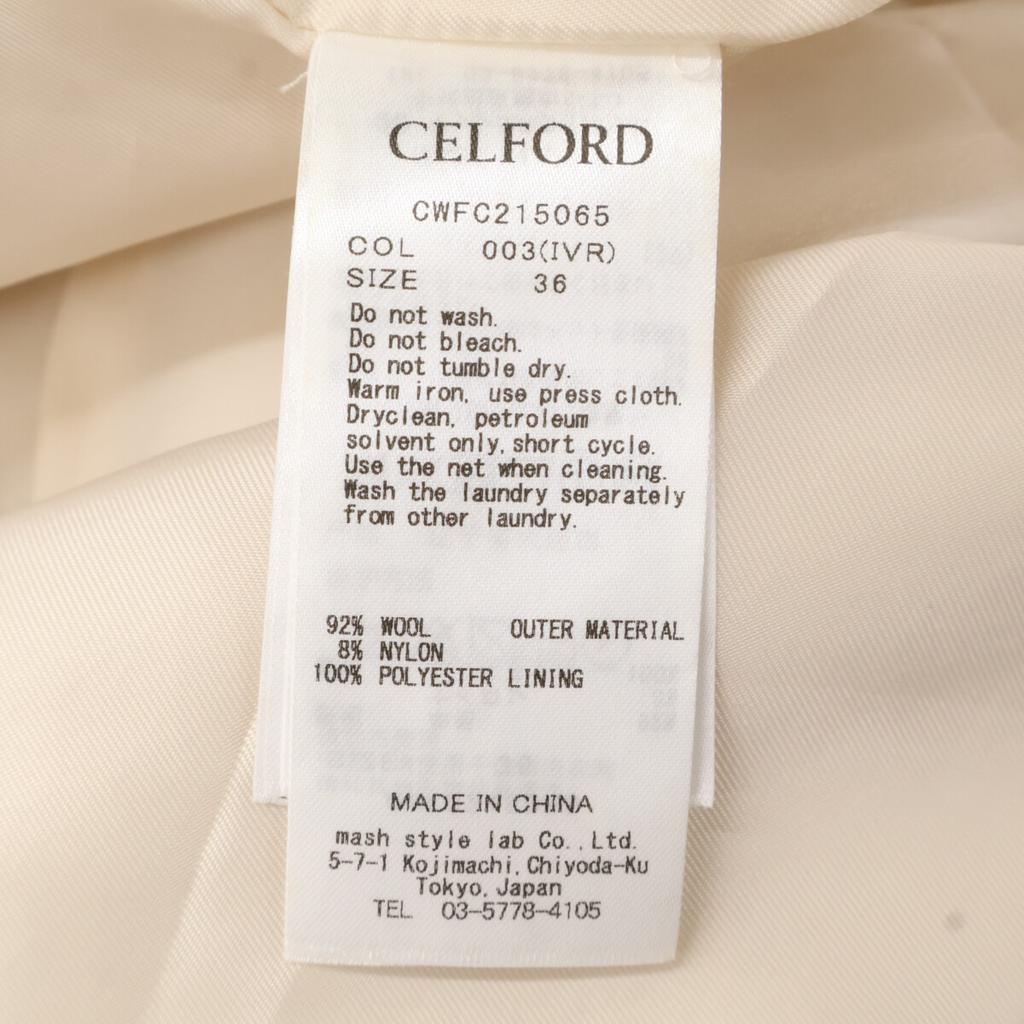 CELFORD
CWFC215065
COL 003(IVR)
SIZE 36
Do not wash.
Do not bleach.
Do not tumble dry.
Warm iron, use press cloth.
Dryclean, petroleum
solvent only, short cycle.
Use the net when cleaning.
Wash the laundry separately
from other laundry.
92% WOOL OUTER MATERIAL
8% NYLON
100% POLYESTER LINING
MADE IN CHINA
mash style lab Co., Ltd.
5-7-1 Kojimachi, Chiyoda-Ku
Tokyo, Japan
TEL 03-5778-4105